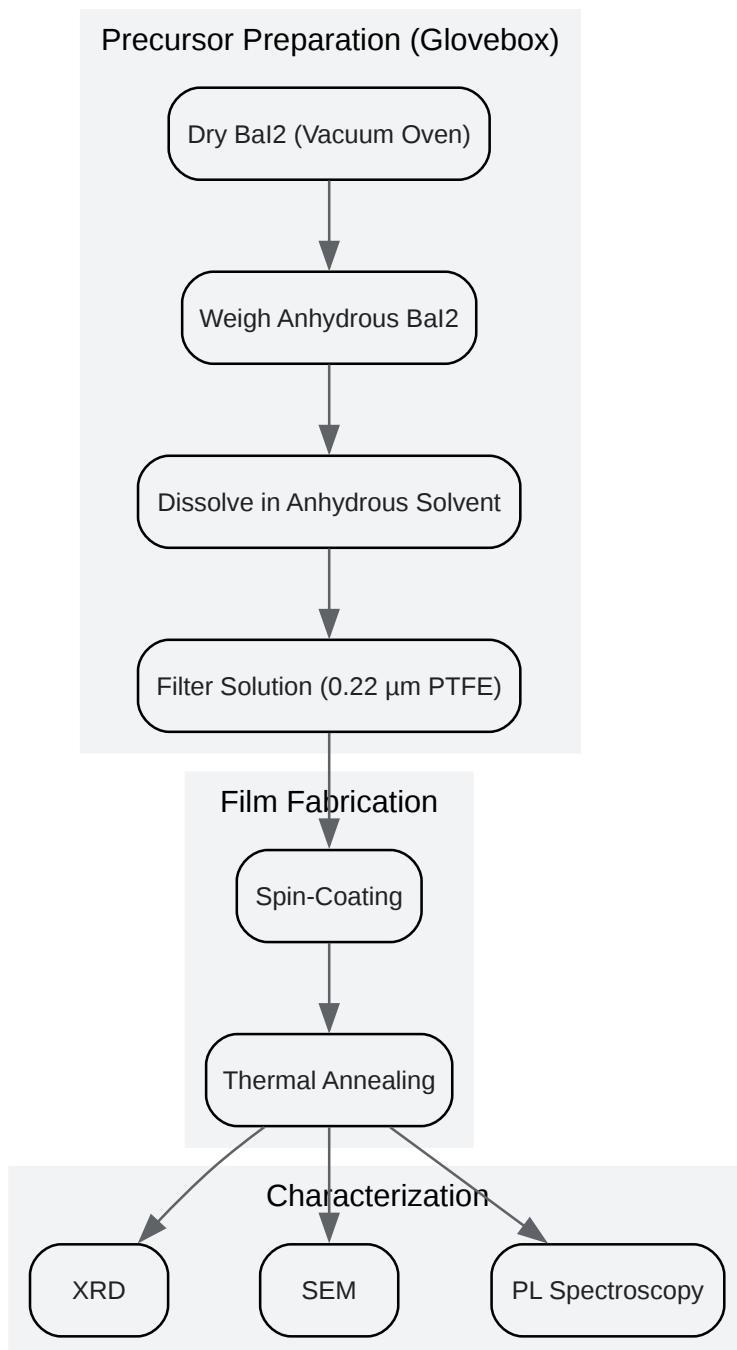 Precursor Preparation (Glovebox)
Dry BaI2 (Vacuum Oven)
Weigh Anhydrous BaI2
Dissolve in Anhydrous Solvent
Filter Solution (0.22 µm PTFE)
Film Fabrication
Spin-Coating
Thermal Annealing
Characterization
XRD
SEM
PL Spectroscopy